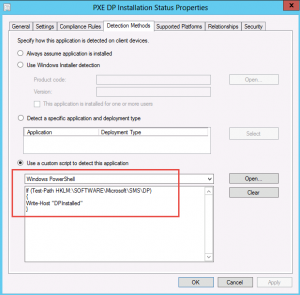 PXE DP Installation Status Properties
General Settings Compliance Rules Detection Methods Supported Platforms Relationships Security
Specify how this application is detected on client devices.
Always assume application is installed
Use Windows Installer detection
Product code: Open...
Version:
This application is installed for one or more users
Detect a specific application and deployment type
Application Deployment Type Select
Use a custom script to detect this application
Windows PowerShell Open...
Clear
If (Test-Path HKLM:\SOFTWARE\Microsoft\SMS\DP)
{
Write-Host "DPInstalled"
}
OK Cancel Apply